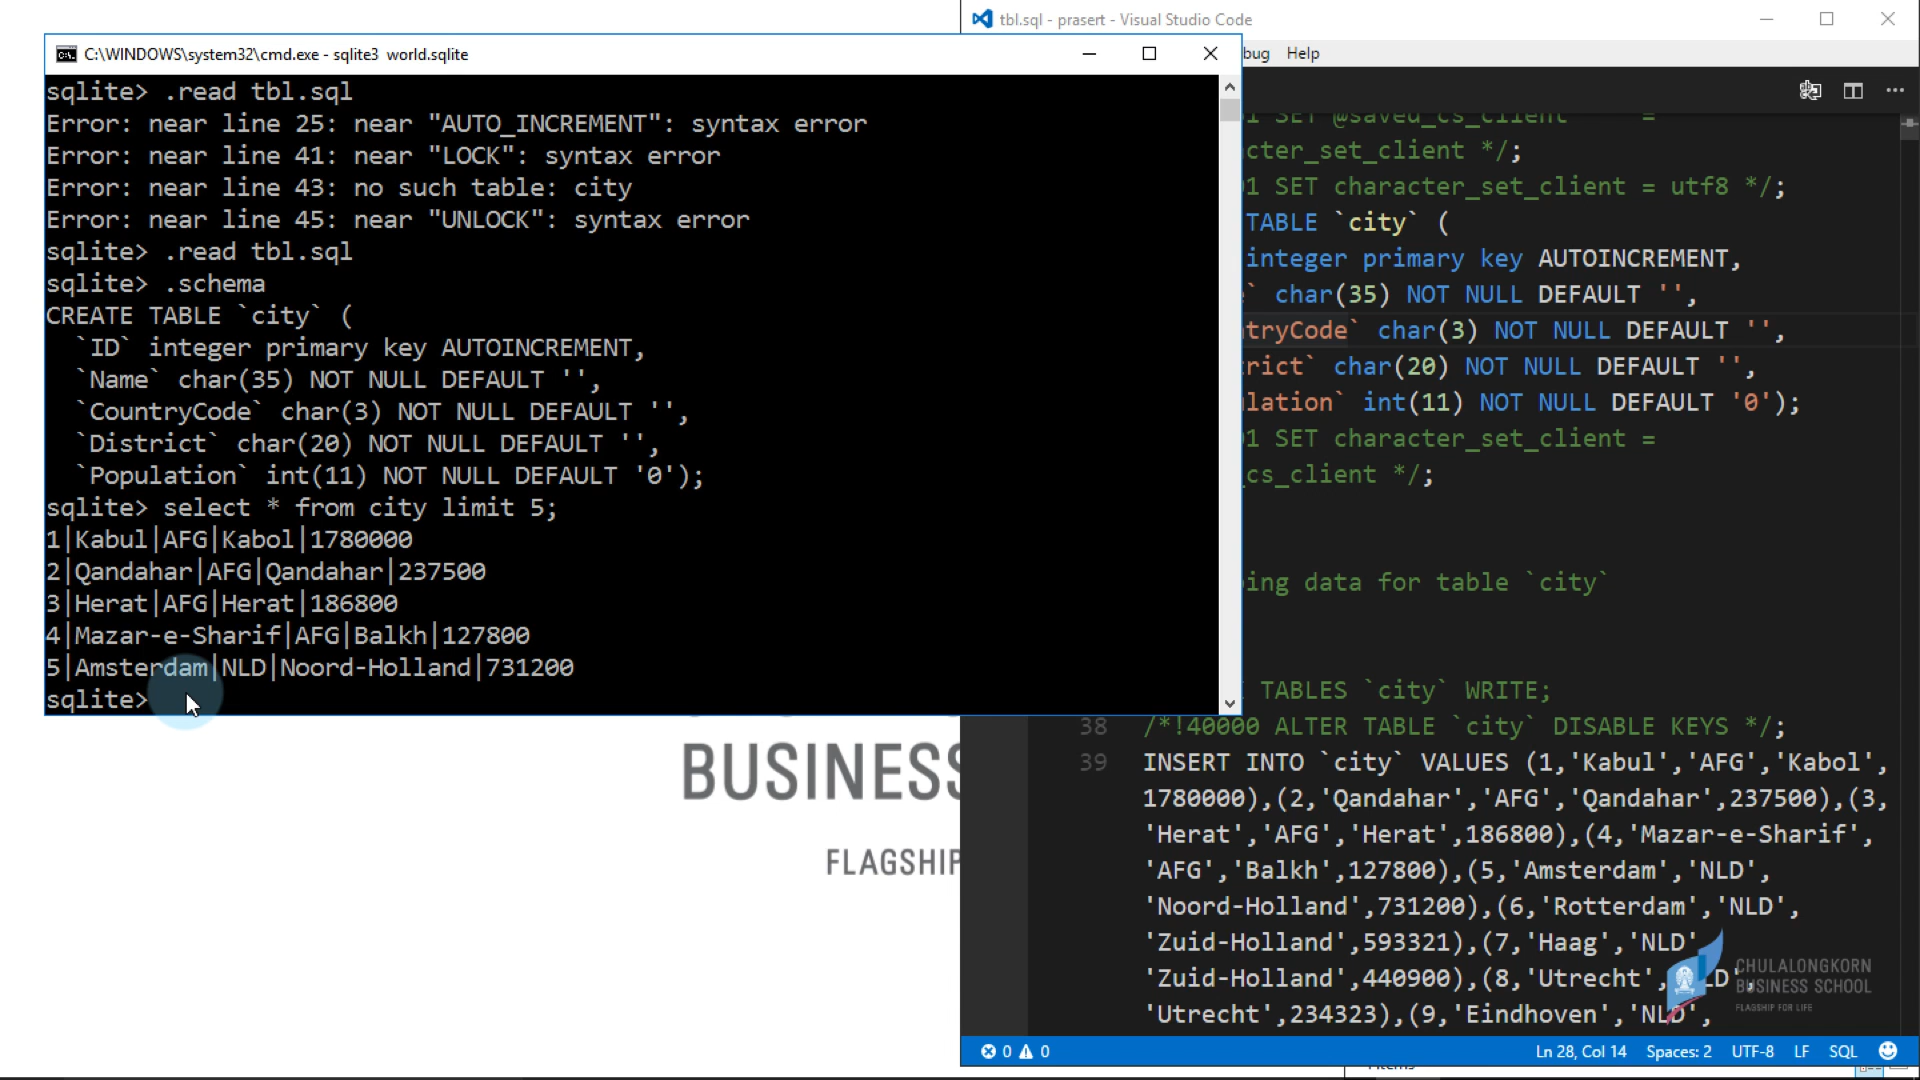 tbl.sql - prasert - Visual Studio Code
C:\WINDOWS\system32\cmd.exe - sqlite3 world.sqlite
bug Help
sqlite> .read tbl.sql
Error: near line 25: near "AUTO_INCREMENT": syntax error
Error: near line 41: near "LOCK": syntax error
Error: near line 43: no such table: city
Error: near line 45: near "UNLOCK": syntax error
sqlite> .read tbl.sql
sqlite> .schema
CREATE TABLE `city` (
`ID` integer primary key AUTOINCREMENT,
`Name` char(35) NOT NULL DEFAULT '',
`CountryCode` char(3) NOT NULL DEFAULT '',
`District` char(20) NOT NULL DEFAULT '',
`Population` int(11) NOT NULL DEFAULT '0');
sqlite> select * from city limit 5;
1|Kabul|AFG|Kabol|1780000
2|Qandahar|AFG|Qandahar|237500
3|Herat|AFG|Herat|186800
4|Mazar-e-Sharif|AFG|Balkh|127800
5|Amsterdam|NLD|Noord-Holland|731200
sqlite>
1 SET @saved_cs_client =
cter_set_client */;
1 SET character_set_client = utf8 */;
TABLE `city` (
integer primary key AUTOINCREMENT,
` char(35) NOT NULL DEFAULT '',
tryCode` char(3) NOT NULL DEFAULT '',
rict` char(20) NOT NULL DEFAULT '',
lation` int(11) NOT NULL DEFAULT '0');
1 SET character_set_client =
cs_client */;
ing data for table `city`
TABLES `city` WRITE;
38 /*!40000 ALTER TABLE `city` DISABLE KEYS */;
39 INSERT INTO `city` VALUES (1,'Kabul','AFG','Kabol',
1780000),(2,'Qandahar','AFG','Qandahar',237500),(3,
'Herat','AFG','Herat',186800),(4,'Mazar-e-Sharif',
'AFG','Balkh',127800),(5,'Amsterdam','NLD',
'Noord-Holland',731200),(6,'Rotterdam','NLD',
'Zuid-Holland',593321),(7,'Haag','NLD'
'Zuid-Holland',440900),(8,'Utrecht','NLD',
'Utrecht',234323),(9,'Eindhoven','NLD',
BUSINESS
FLAGSHIP
CHULALONGKORN
BUSINESS SCHOOL
FLAGSHIP FOR LIFE
0 0 Ln 28, Col 14 Spaces: 2 UTF-8 LF SQL